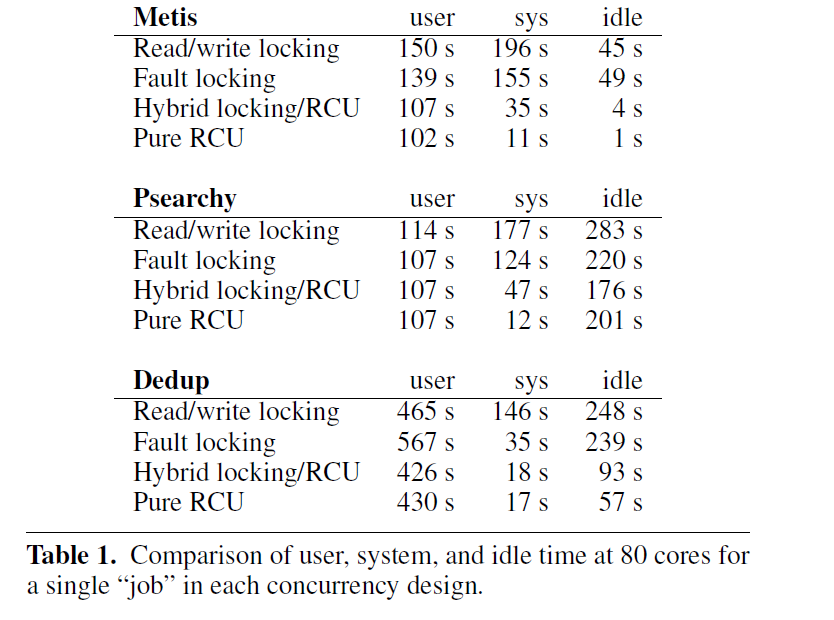 Metis user sys idle
Read/write locking 150 s 196 s 45 s
Fault locking 139 s 155 s 49 s
Hybrid locking/RCU 107 s 35 s 4 s
Pure RCU 102 s 11 s 1 s
Psearchy user sys idle
Read/write locking 114 s 177 s 283 s
Fault locking 107 s 124 s 220 s
Hybrid locking/RCU 107 s 47 s 176 s
Pure RCU 107 s 12 s 201 s
Dedup user sys idle
Read/write locking 465 s 146 s 248 s
Fault locking 567 s 35 s 239 s
Hybrid locking/RCU 426 s 18 s 93 s
Pure RCU 430 s 17 s 57 s
Table 1. Comparison of user, system, and idle time at 80 cores for
a single “job” in each concurrency design.